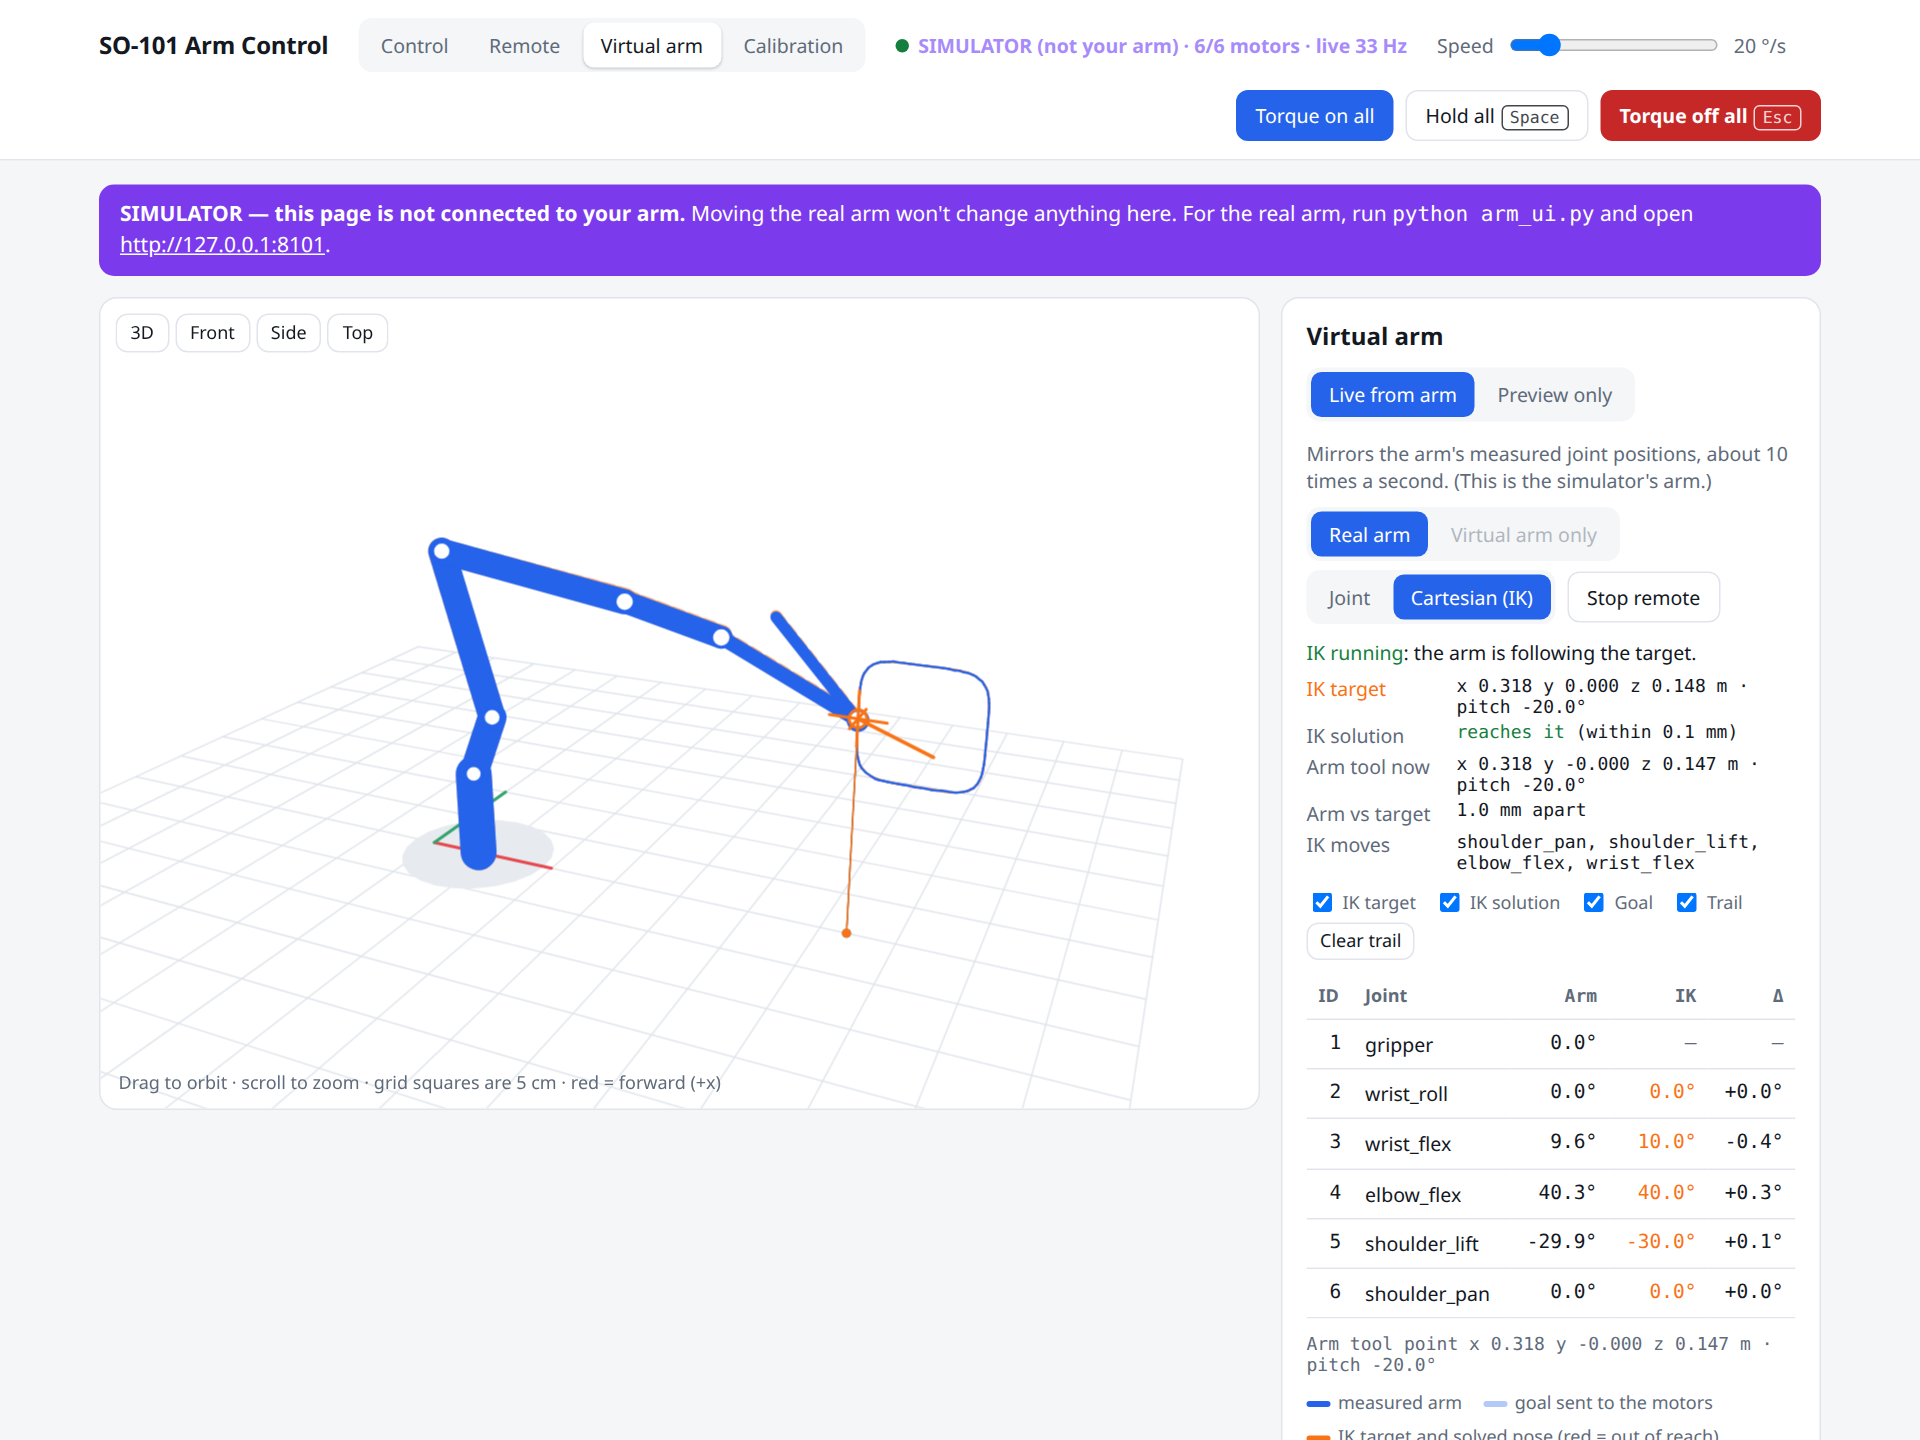 SO-101 Arm Control
Control
Remote
Virtual arm
Calibration
SIMULATOR (not your arm) · 6/6 motors · live 33 Hz
Speed
20 °/s
Torque on all
Hold all Space
Torque off all Esc
SIMULATOR — this page is not connected to your arm. Moving the real arm won't change anything here. For the real arm, run python arm_ui.py and open
http://127.0.0.1:8101.
3D
Front
Side
Top
Drag to orbit · scroll to zoom · grid squares are 5 cm · red = forward (+x)
Virtual arm
Live from arm
Preview only
Mirrors the arm's measured joint positions, about 10
times a second. (This is the simulator's arm.)
Real arm
Virtual arm only
Joint
Cartesian (IK)
Stop remote
IK running: the arm is following the target.
IK target x 0.318 y 0.000 z 0.148 m ·
pitch -20.0°
IK solution reaches it (within 0.1 mm)
Arm tool now x 0.318 y -0.000 z 0.147 m ·
pitch -20.0°
Arm vs target 1.0 mm apart
IK moves shoulder_pan, shoulder_lift,
elbow_flex, wrist_flex
IK target
IK solution
Goal
Trail
Clear trail
ID Joint Arm IK Δ
1 gripper 0.0° — —
2 wrist_roll 0.0° 0.0° +0.0°
3 wrist_flex 9.6° 10.0° -0.4°
4 elbow_flex 40.3° 40.0° +0.3°
5 shoulder_lift -29.9° -30.0° +0.1°
6 shoulder_pan 0.0° 0.0° +0.0°
Arm tool point x 0.318 y -0.000 z 0.147 m ·
pitch -20.0°
measured arm
goal sent to the motors
IK target and solved pose (red = out of reach)